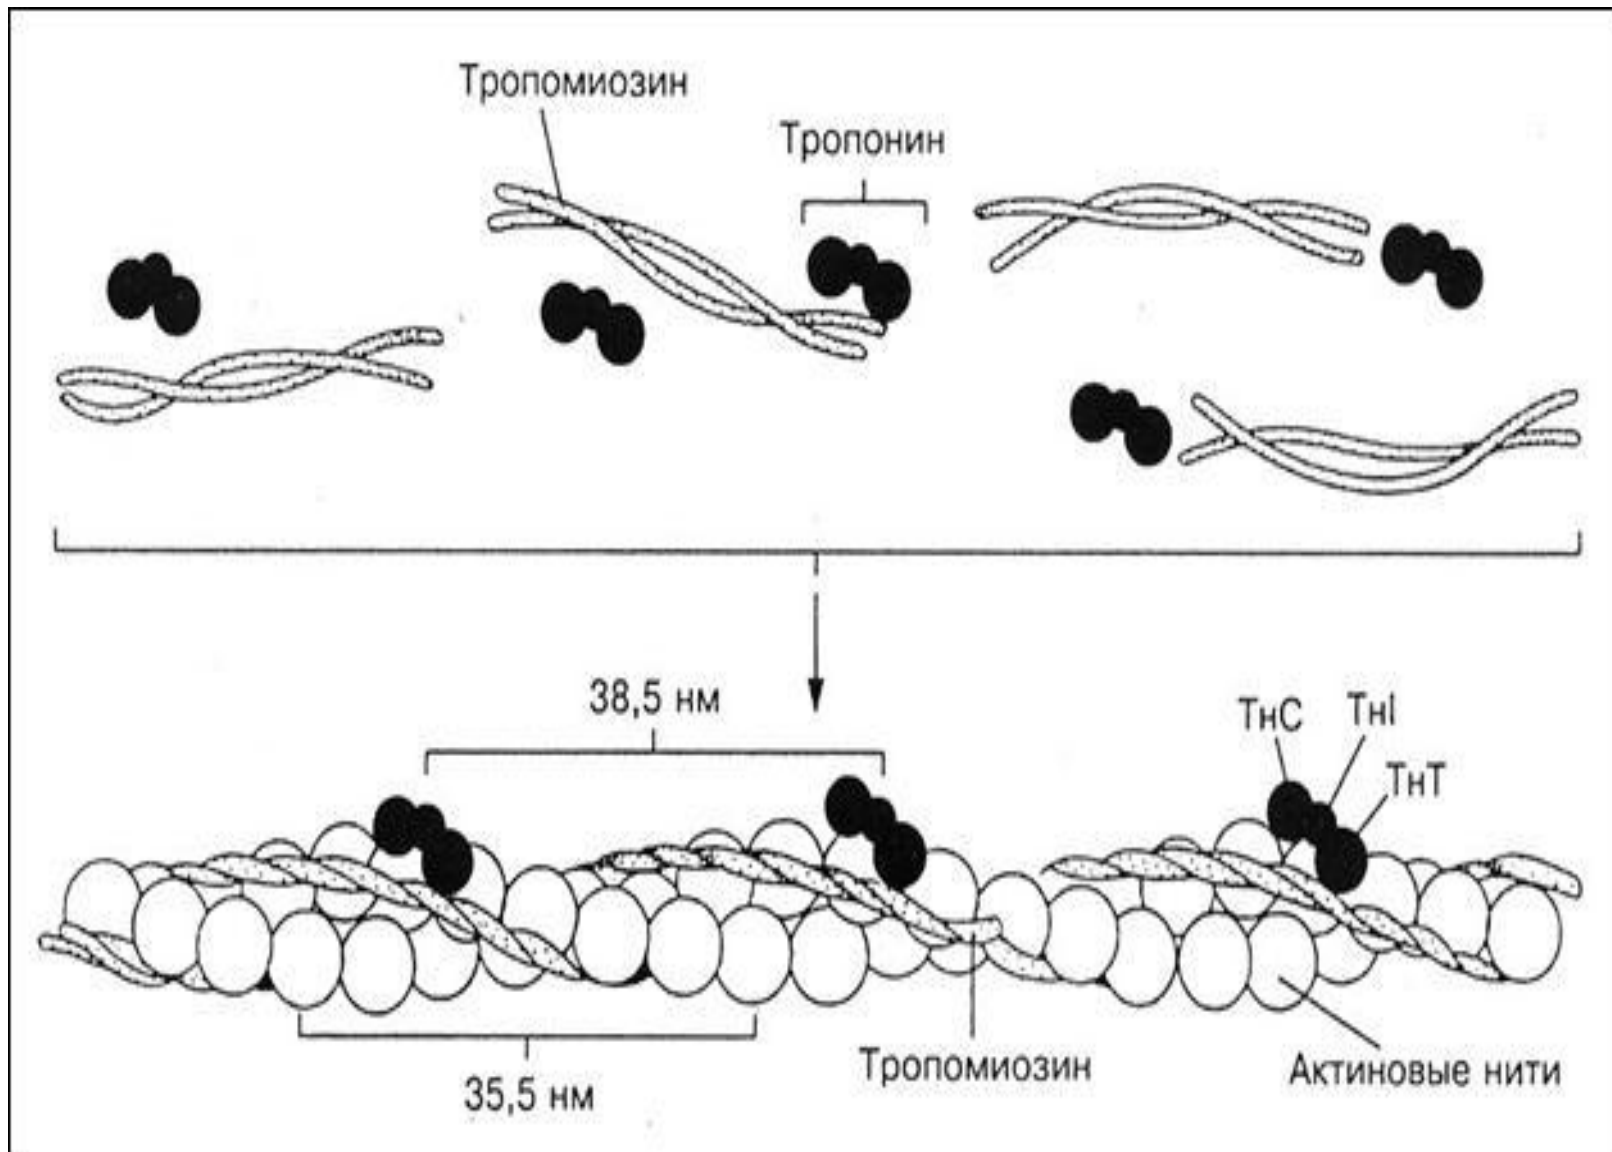 Тропомиозин
Тропонин
38,5 нм
ТнС
ТнI
ТнТ
35,5 нм
Тропомиозин
Актиновые нити